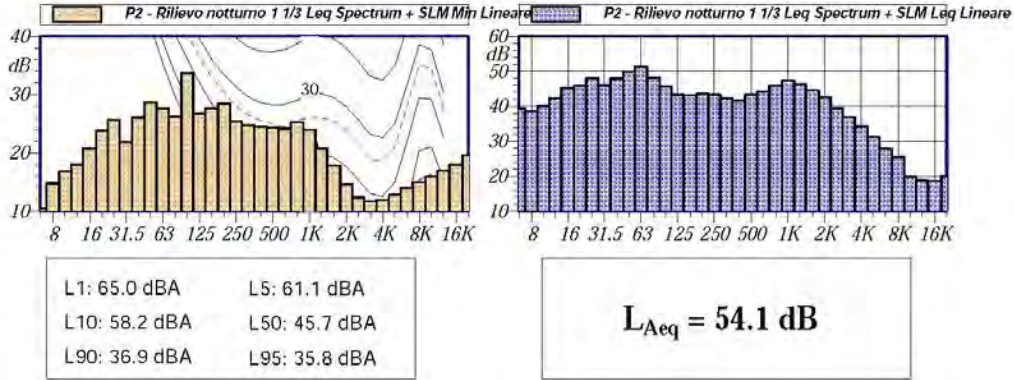 P2 - Rilievo notturno 1 1/3 Leq Spectrum + SLM Min Lineare
40
dB
30
20
10
30
8 16 31.5 63 125 250 500 1K 2K 4K 8K 16K
P2 - Rilievo notturno 1 1/3 Leq Spectrum + SLM Leq Lineare
60
dB
50
40
30
20
10
8 16 31.5 63 125 250 500 1K 2K 4K 8K 16K
L1: 65.0 dBA L5: 61.1 dBA
L10: 58.2 dBA L50: 45.7 dBA
L90: 36.9 dBA L95: 35.8 dBA
LAeq = 54.1 dB